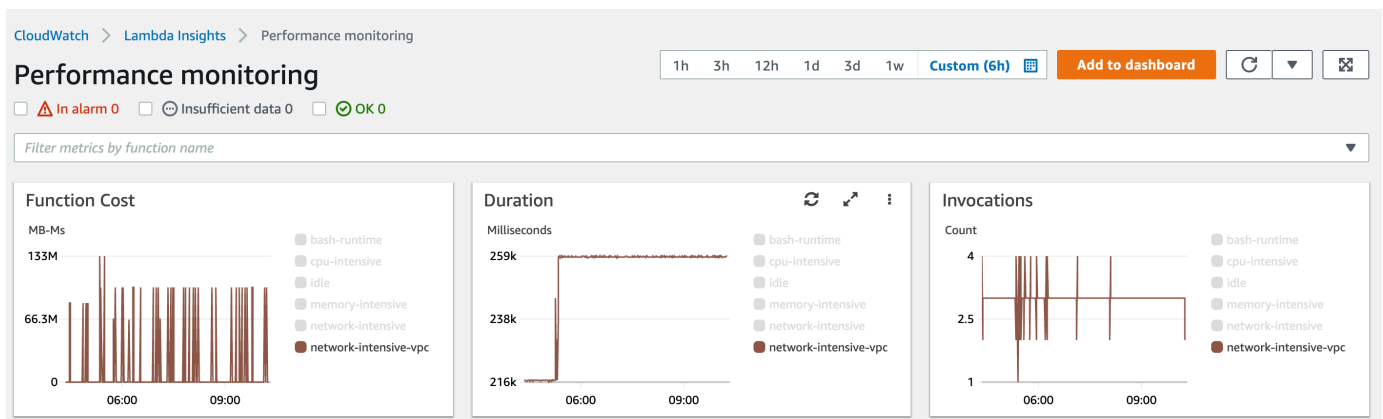 CloudWatch > Lambda Insights > Performance monitoring
Performance monitoring
1h 3h 12h 1d 3d 1w Custom (6h)
Add to dashboard
In alarm 0 Insufficient data 0 OK 0
Filter metrics by function name
Function Cost
MB-Ms
133M
66.3M
0
06:00 09:00
bash-runtime
cpu-intensive
idle
memory-intensive
network-intensive
network-intensive-vpc
Duration
Milliseconds
259k
238k
216k
06:00 09:00
bash-runtime
cpu-intensive
idle
memory-intensive
network-intensive
network-intensive-vpc
Invocations
Count
4
2.5
1
06:00 09:00
bash-runtime
cpu-intensive
idle
memory-intensive
network-intensive
network-intensive-vpc